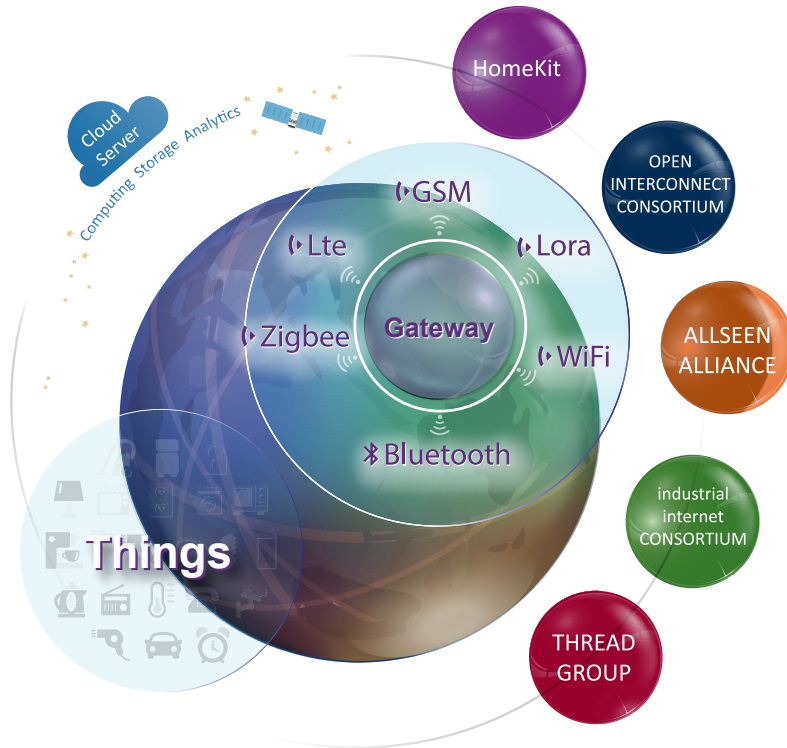 HomeKit
Cloud
Server
Computing Storage Analytics
OPEN
INTERCONNECT
CONSORTIUM
GSM
Lte
Lora
Gateway
Zigbee
WiFi
ALLSEEN
ALLIANCE
Bluetooth
industrial
internet
CONSORTIUM
Things
THREAD
GROUP